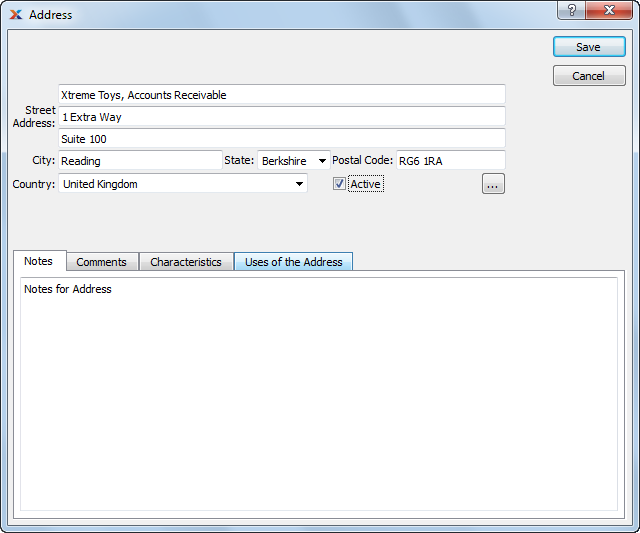 Address
?
Save
Cancel
Street Address:
Xtreme Toys, Accounts Receivable
1 Extra Way
Suite 100
City: Reading State: Berkshire Postal Code: RG6 1RA
Country: United Kingdom Active ...
Notes Comments Characteristics Uses of the Address
Notes for Address